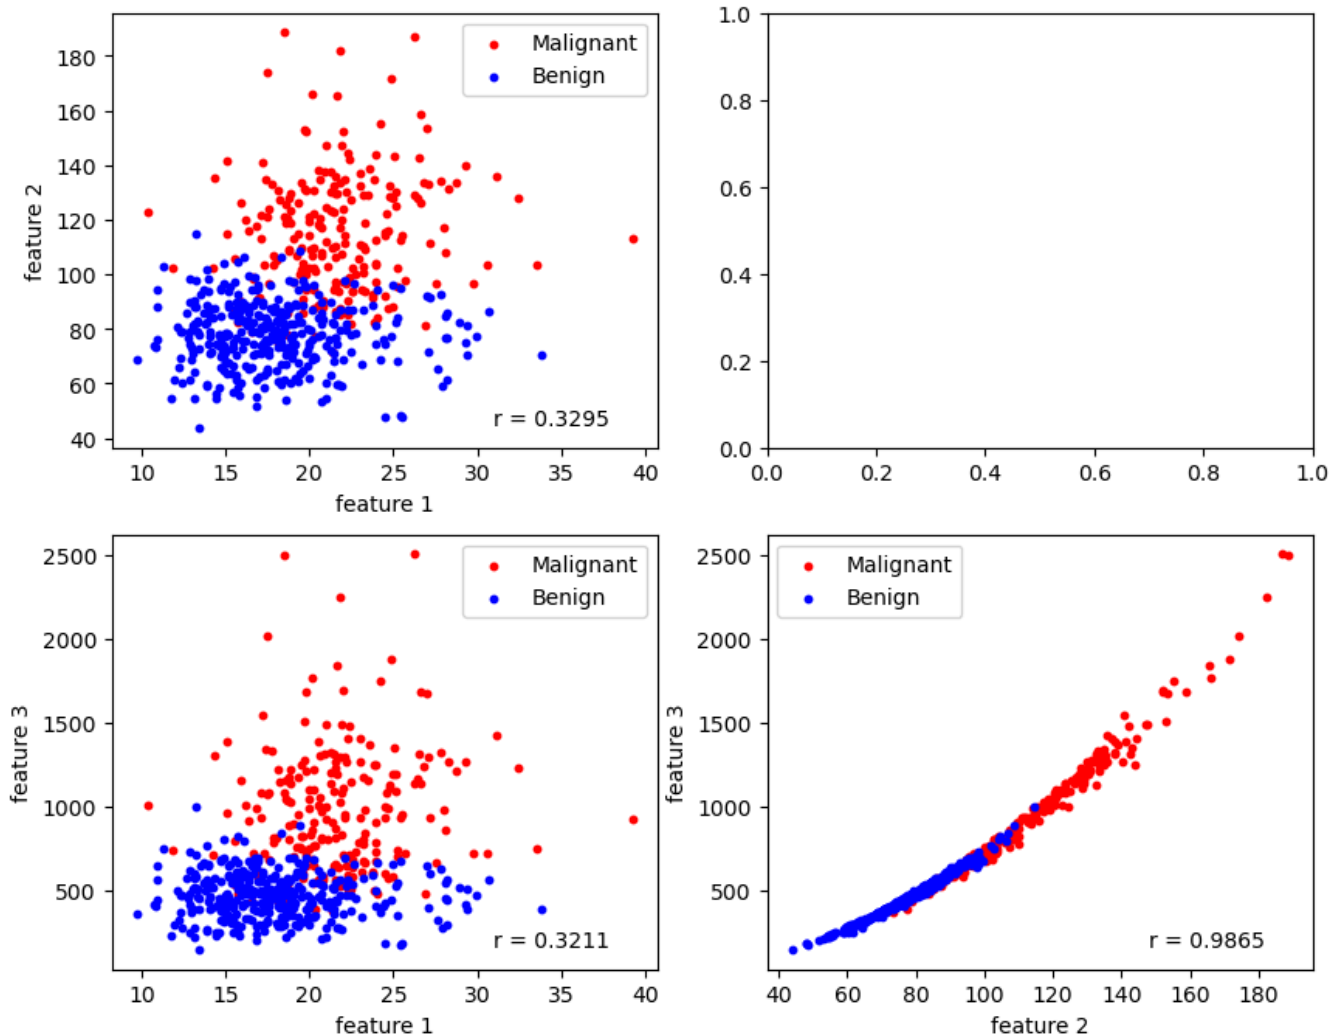 Malignant
Benign
180
160
140
120
100
80
60
40
feature 2
r = 0.3295
10 15 20 25 30 35 40
feature 1
1.0
0.8
0.6
0.4
0.2
0.0
0.0 0.2 0.4 0.6 0.8 1.0
Malignant
Benign
2500
2000
1500
1000
500
feature 3
r = 0.3211
10 15 20 25 30 35 40
feature 1
Malignant
Benign
2500
2000
1500
1000
500
feature 3
r = 0.9865
40 60 80 100 120 140 160 180
feature 2